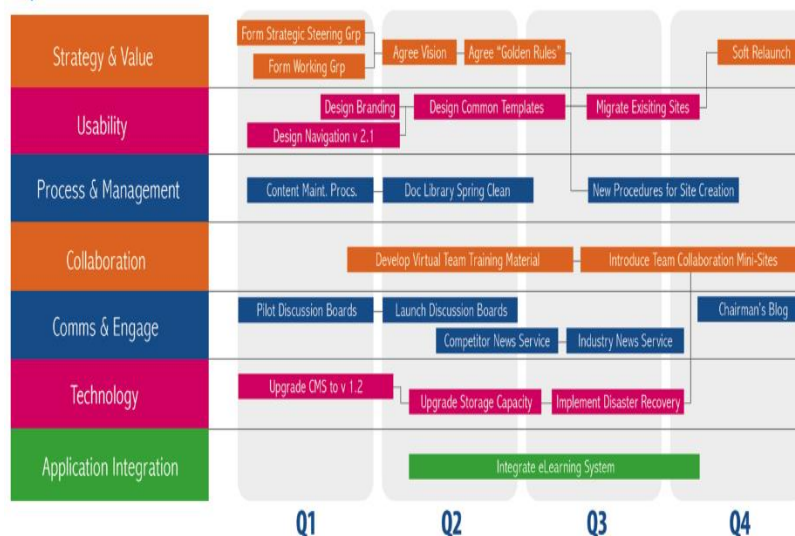 Strategy & Value
Form Strategic Steering Grp
Form Working Grp
Agree Vision
Agree "Golden Rules"
Soft Relaunch
Usability
Design Branding
Design Navigation v 2.1
Design Common Templates
Migrate Exisiting Sites
Process & Management
Content Maint. Procs.
Doc Library Spring Clean
New Procedures for Site Creation
Collaboration
Develop Virtual Team Training Material
Introduce Team Collaboration Mini-Sites
Comms & Engage
Pilot Discussion Boards
Launch Discussion Boards
Competitor News Service
Industry News Service
Chairman's Blog
Technology
Upgrade CMS to v 1.2
Upgrade Storage Capacity
Implement Disaster Recovery
Application Integration
Integrate eLearning System
Q1
Q2
Q3
Q4